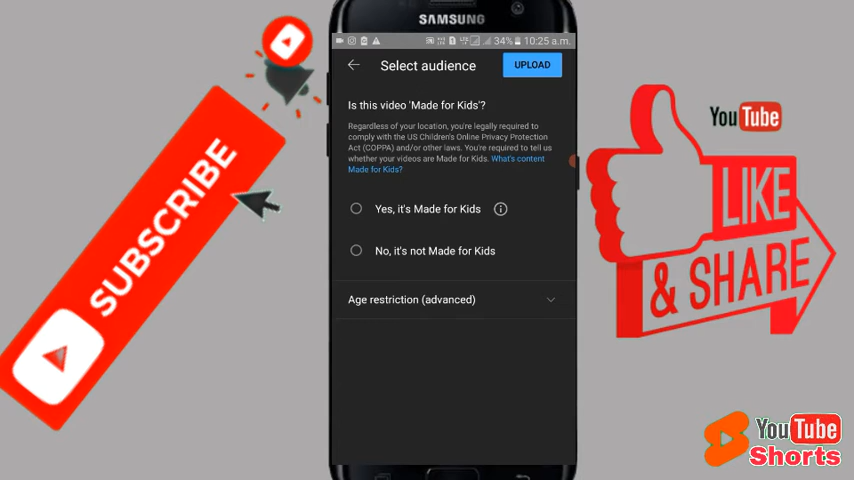 SAMSUNG
34% 10:25 a.m.
Select audience
UPLOAD
Is this video 'Made for Kids'?
Regardless of your location, you're legally required to
comply with the US Children's Online Privacy Protection
Act (COPPA) and/or other laws. You're required to tell us
whether your videos are Made for Kids. What's content
Made for Kids?
Yes, it's Made for Kids
No, it's not Made for Kids
Age restriction (advanced)
SUBSCRIBE
YouTube
LIKE
& SHARE
YouTube
Shorts